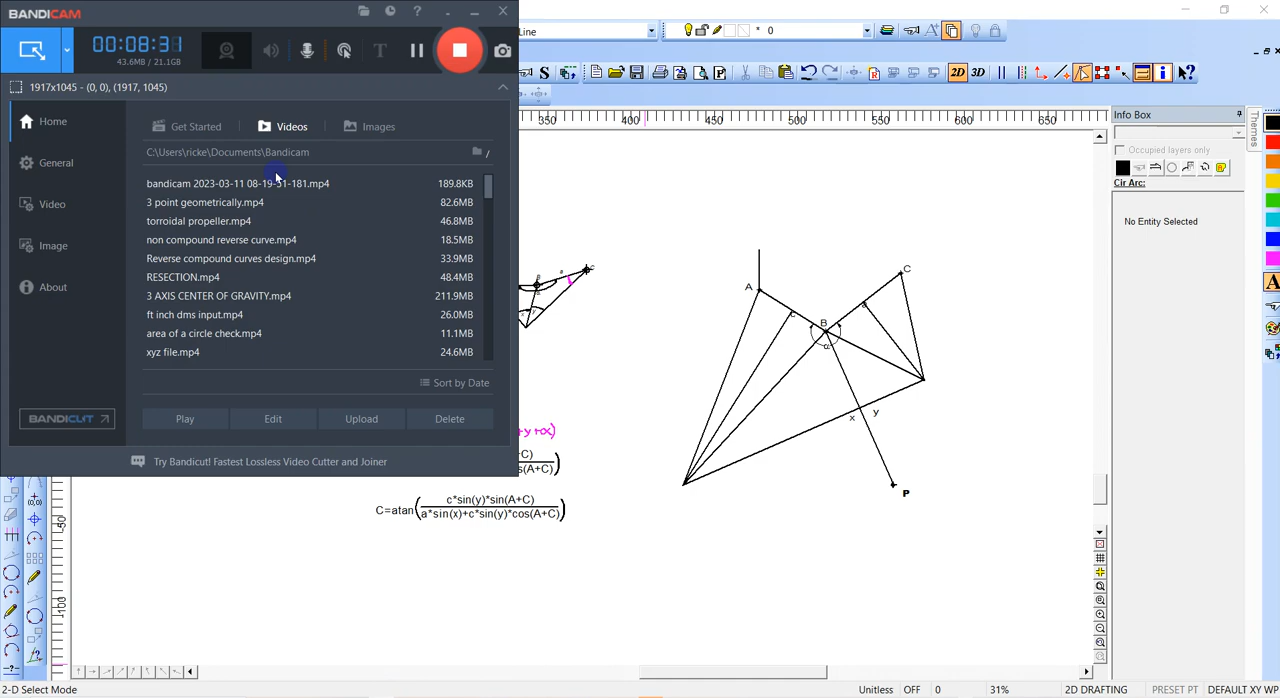 BANDICAM
Line
* 0
00:08:31
43.6MB / 21.1GB
1917x1045 - (0, 0), (1917, 1045)
Home
General
Video
Image
About
Get Started
Videos
Images
C:\Users\ricke\Documents\Bandicam
bandicam 2023-03-11 08-19-51-181.mp4 189.8KB
3 point geometrically.mp4 82.6MB
torroidal propeller.mp4 46.8MB
non compound reverse curve.mp4 18.5MB
Reverse compound curves design.mp4 33.9MB
RESECTION.mp4 48.4MB
3 AXIS CENTER OF GRAVITY.mp4 211.9MB
ft inch dms input.mp4 26.0MB
area of a circle check.mp4 11.1MB
xyz file.mp4 24.6MB
Sort by Date
BANDICUT
Play
Edit
Upload
Delete
Try Bandicut! Fastest Lossless Video Cutter and Joiner
2D 3D
350 400 450 500 550 600 650
Info Box
Themes
Occupied layers only
Cir Arc:
No Entity Selected
A
B
C
c
a
α
x
y
P
+y+α)
C)
os(A+C)
C=atan(c*sin(y)*sin(A+C)
a*sin(x)+c*sin(y)*cos(A+C))
-50
-100
2-D Select Mode
Unitless
OFF
0
31%
2D DRAFTING
PRESET PT
DEFAULT XY WP